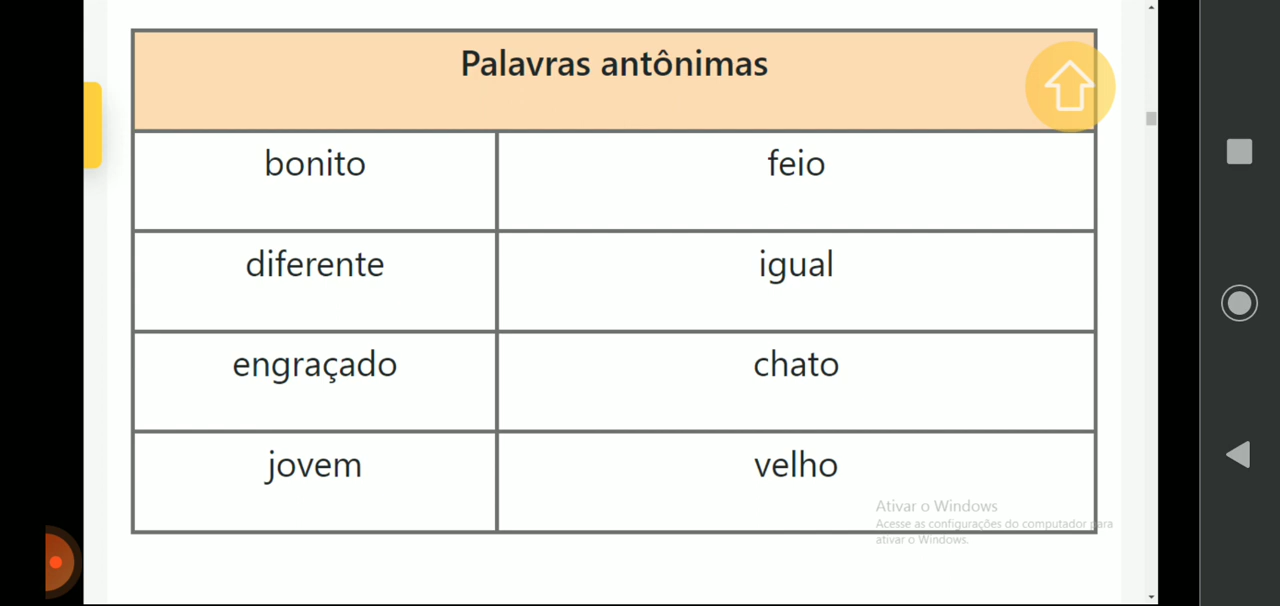 Palavras antônimas
bonito feio
diferente igual
engraçado chato
jovem velho
Ativar o Windows
Acesse as configurações do computador para
ativar o Windows.